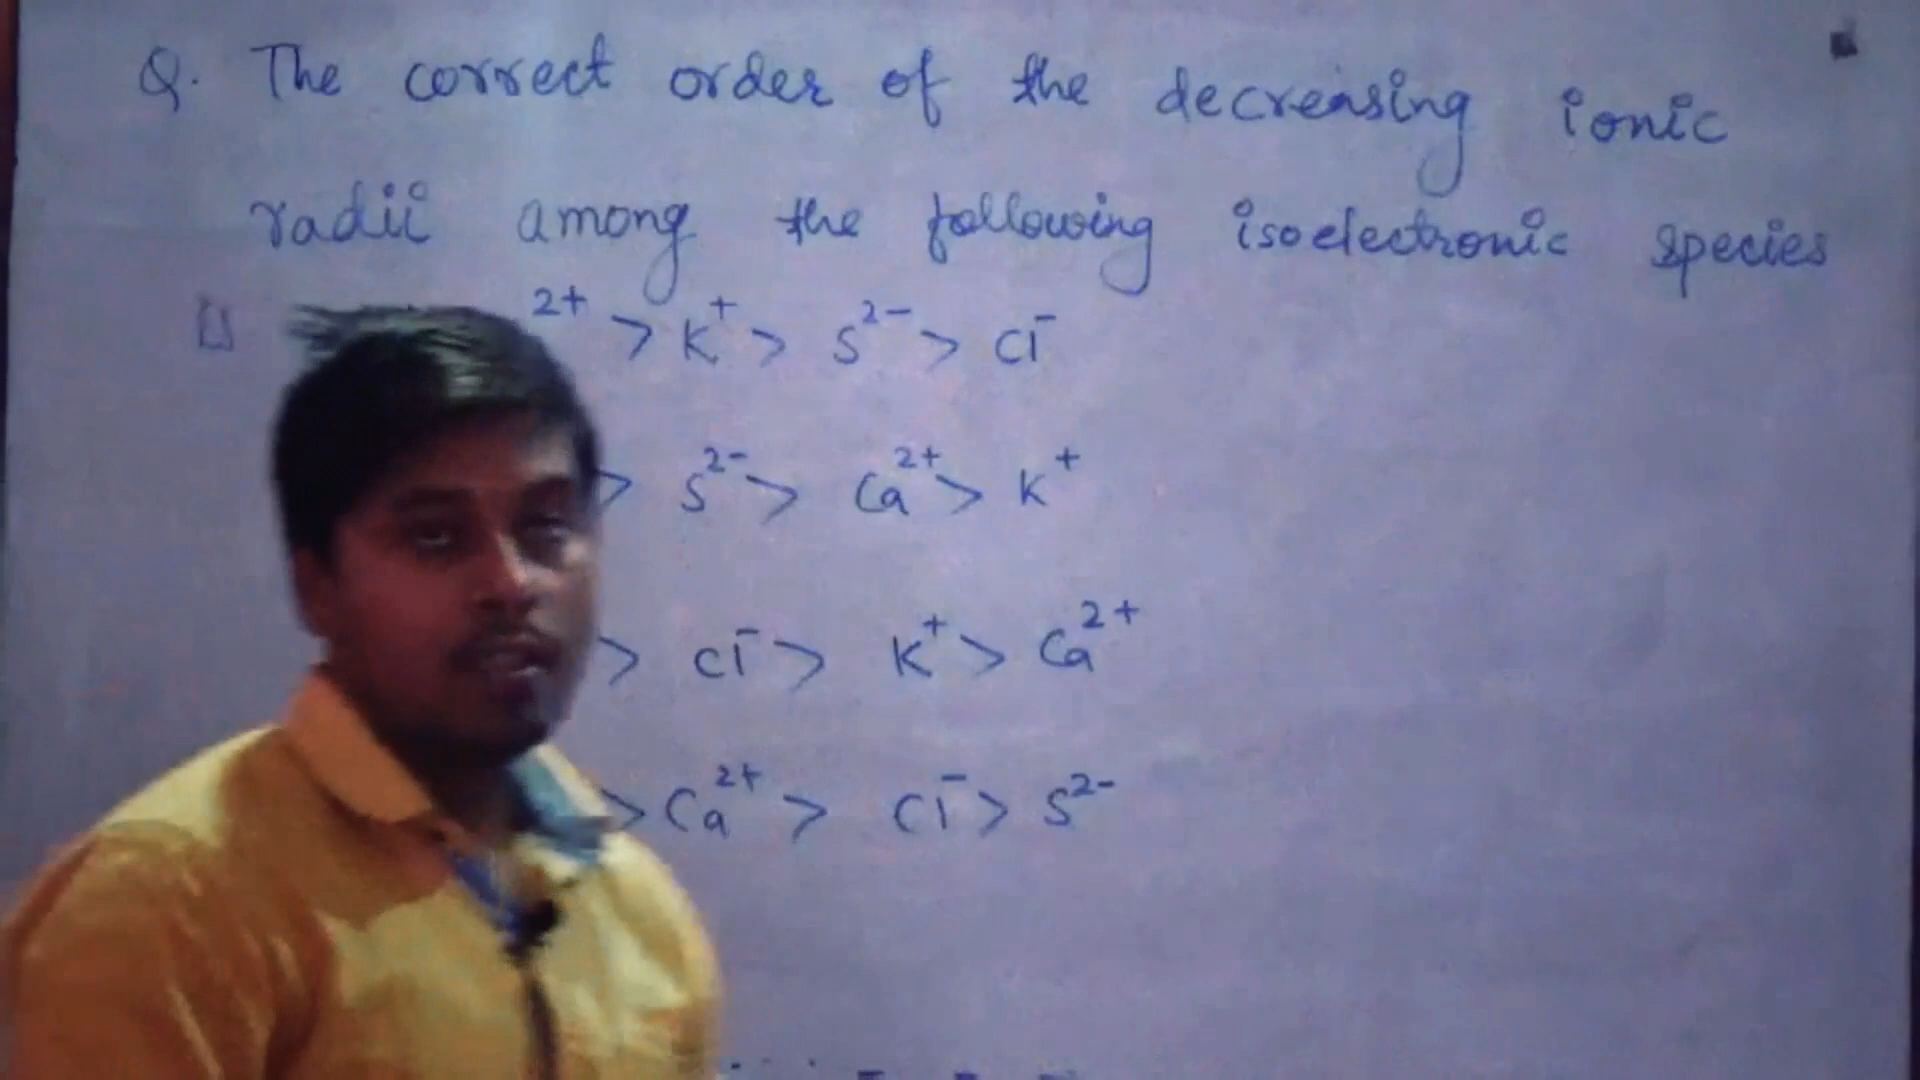 Q. The correct order of the decreasing ionic
radii among the following isoelectronic species
2+ > K+ > S2- > Cl-
> S2- > Ca2+ > K+
> Cl- > K+ > Ca2+
> Ca2+ > Cl- > S2-